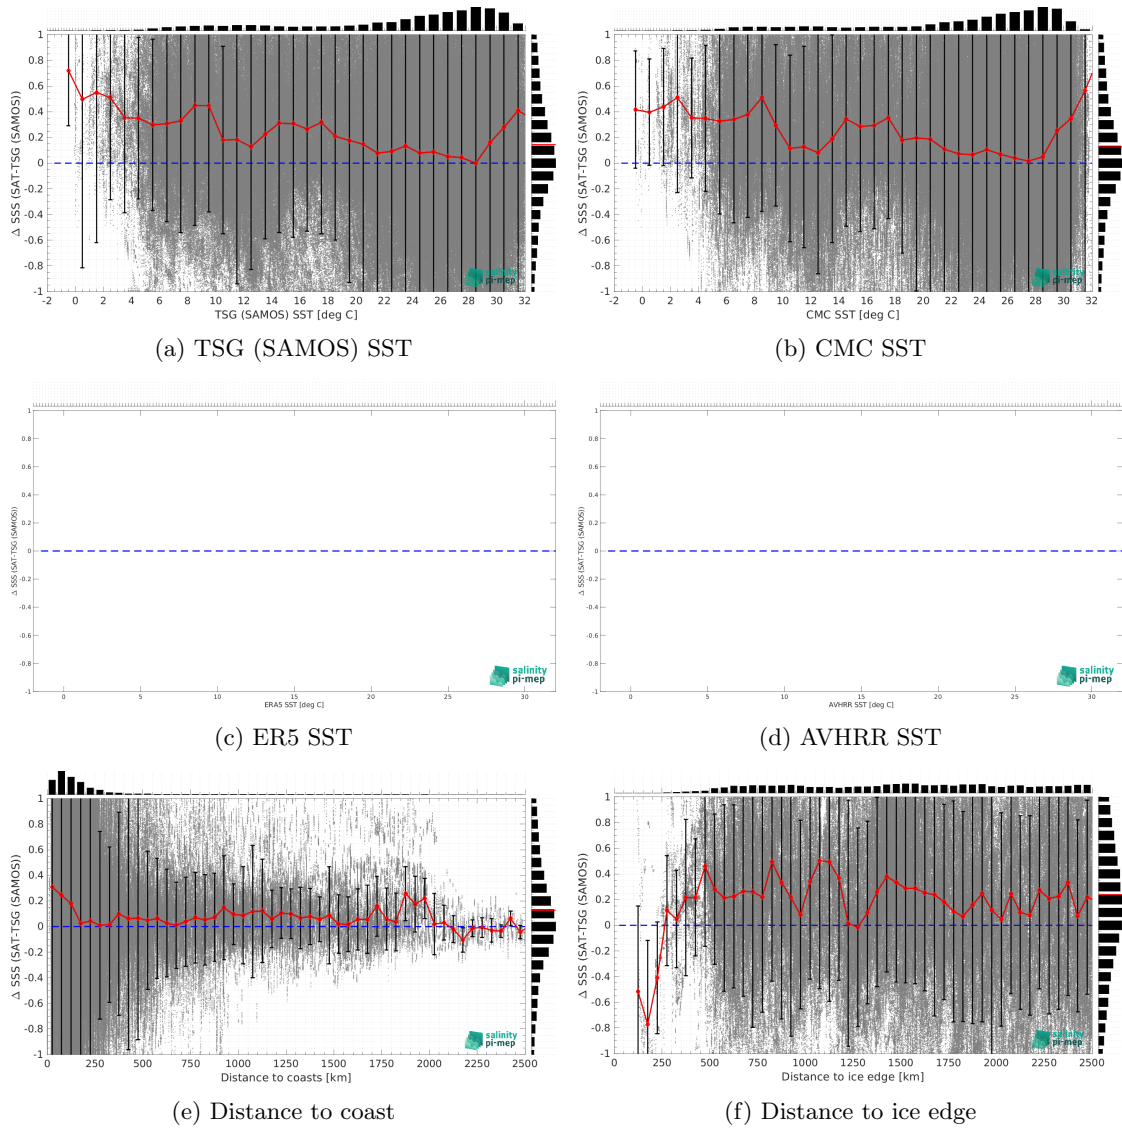 1
0.8
0.6
0.4
0.2
0
-0.2
-0.4
-0.6
-0.8
-1
Δ SSS (SAT-TSG (SAMOS))
salinity
pi-mep
-2 0 2 4 6 8 10 12 14 16 18 20 22 24 26 28 30 32
TSG (SAMOS) SST [deg C]
(a) TSG (SAMOS) SST
1
0.8
0.6
0.4
0.2
0
-0.2
-0.4
-0.6
-0.8
-1
Δ SSS (SAT-TSG (SAMOS))
salinity
pi-mep
-2 0 2 4 6 8 10 12 14 16 18 20 22 24 26 28 30 32
CMC SST [deg C]
(b) CMC SST
1
0.8
0.6
0.4
0.2
0
-0.2
-0.4
-0.6
-0.8
-1
Δ SSS (SAT-TSG (SAMOS))
salinity
pi-mep
0 5 10 15 20 25 30
ERA5 SST [deg C]
(c) ER5 SST
1
0.8
0.6
0.4
0.2
0
-0.2
-0.4
-0.6
-0.8
-1
Δ SSS (SAT-TSG (SAMOS))
salinity
pi-mep
0 5 10 15 20 25 30
AVHRR SST [deg C]
(d) AVHRR SST
1
0.8
0.6
0.4
0.2
0
-0.2
-0.4
-0.6
-0.8
-1
Δ SSS (SAT-TSG (SAMOS))
salinity
pi-mep
0 250 500 750 1000 1250 1500 1750 2000 2250 2500
Distance to coasts [km]
(e) Distance to coast
1
0.8
0.6
0.4
0.2
0
-0.2
-0.4
-0.6
-0.8
-1
Δ SSS (SAT-TSG (SAMOS))
salinity
pi-mep
0 250 500 750 1000 1250 1500 1750 2000 2250 2500
Distance to ice edge [km]
(f) Distance to ice edge